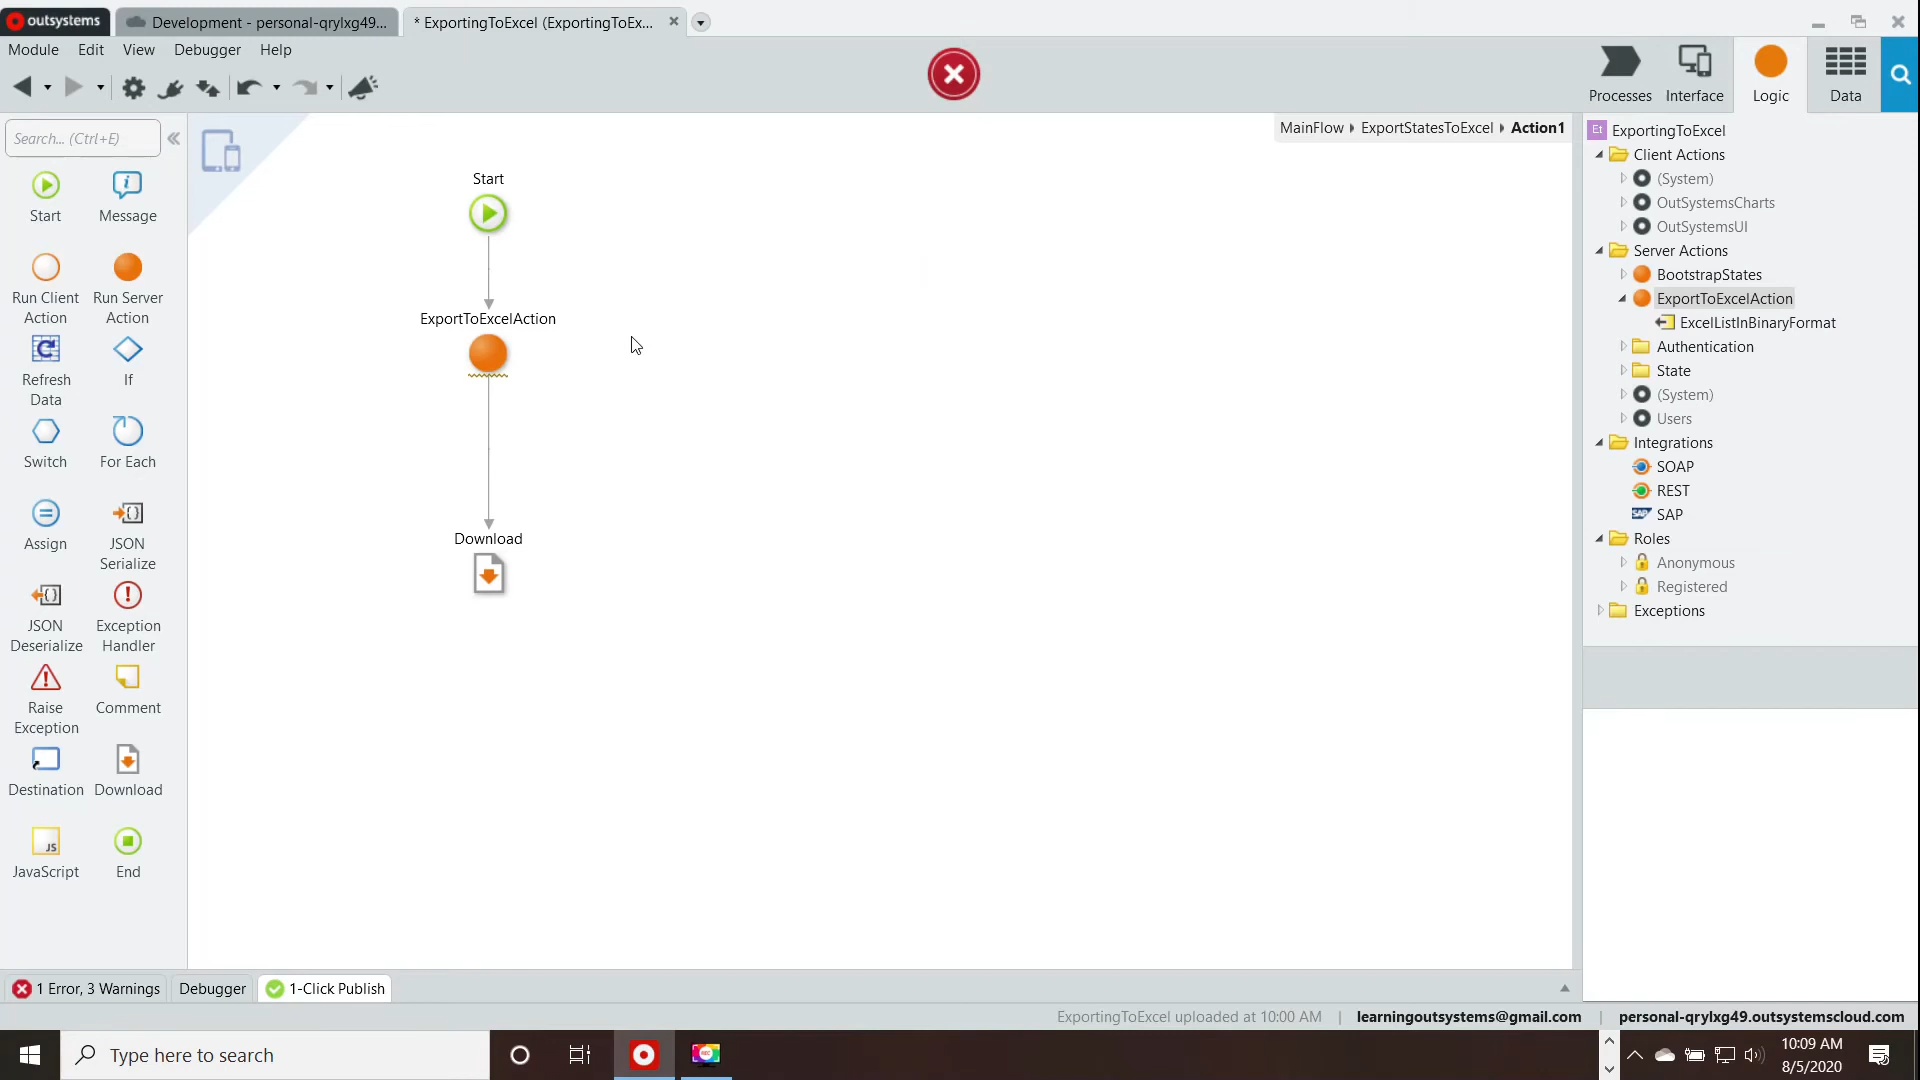 outsystems
Development - personal-qrylxg49...
* ExportingToExcel (ExportingToEx...
Module Edit View Debugger Help
Processes Interface Logic Data
Search... (Ctrl+E)
MainFlow ExportStatesToExcel Action1
Start Message
Run Client Action
Run Server Action
Refresh Data
If
Switch For Each
Assign
JSON Serialize
JSON Deserialize
Exception Handler
Raise Exception
Comment
Destination Download
JS
JavaScript End
Start
ExportToExcelAction
Download
Et ExportingToExcel
Client Actions
(System)
OutSystemsCharts
OutSystemsUI
Server Actions
BootstrapStates
ExportToExcelAction
ExcelListInBinaryFormat
Authentication
State
(System)
Users
Integrations
SOAP
REST
SAP SAP
Roles
Anonymous
Registered
Exceptions
1 Error, 3 Warnings Debugger 1-Click Publish
ExportingToExcel uploaded at 10:00 AM | learningoutsystems@gmail.com | personal-qrylxg49.outsystemscloud.com
Type here to search
REC
10:09 AM
8/5/2020